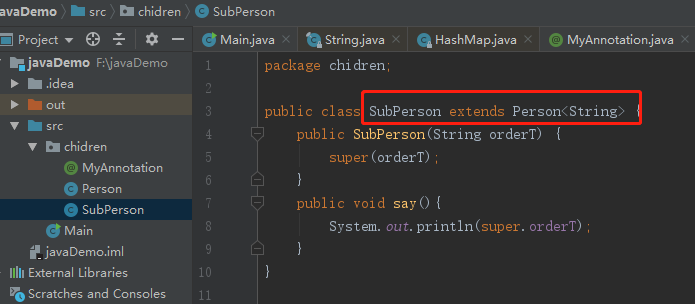 javaDemo > src > chidren > SubPerson
Project
Main.java × String.java × HashMap.java × MyAnnotation.java ×
javaDemo F:\javaDemo
.idea
out
src
chidren
MyAnnotation
Person
SubPerson
Main
javaDemo.iml
External Libraries
Scratches and Consoles
1 package chidren;
2
3 public class SubPerson extends Person<String> {
4 public SubPerson(String orderT) {
5 super(orderT);
6 }
7 public void say(){
8 System.out.println(super.orderT);
9 }
10 }
11